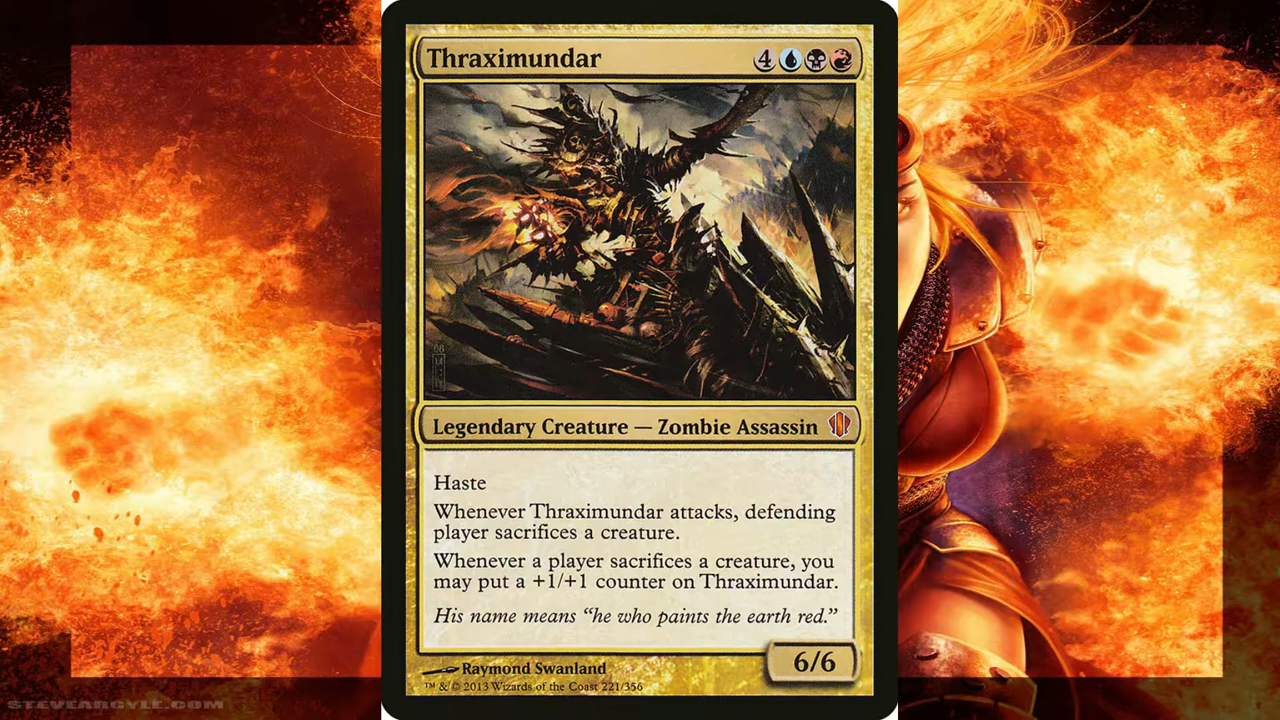 Thraximundar 4
Legendary Creature — Zombie Assassin
Haste
Whenever Thraximundar attacks, defending
player sacrifices a creature.
Whenever a player sacrifices a creature, you
may put a +1/+1 counter on Thraximundar.
His name means “he who paints the earth red.”
6/6
Raymond Swanland
™ & © 2013 Wizards of the Coast 221/356
STEVEARGYLE.COM